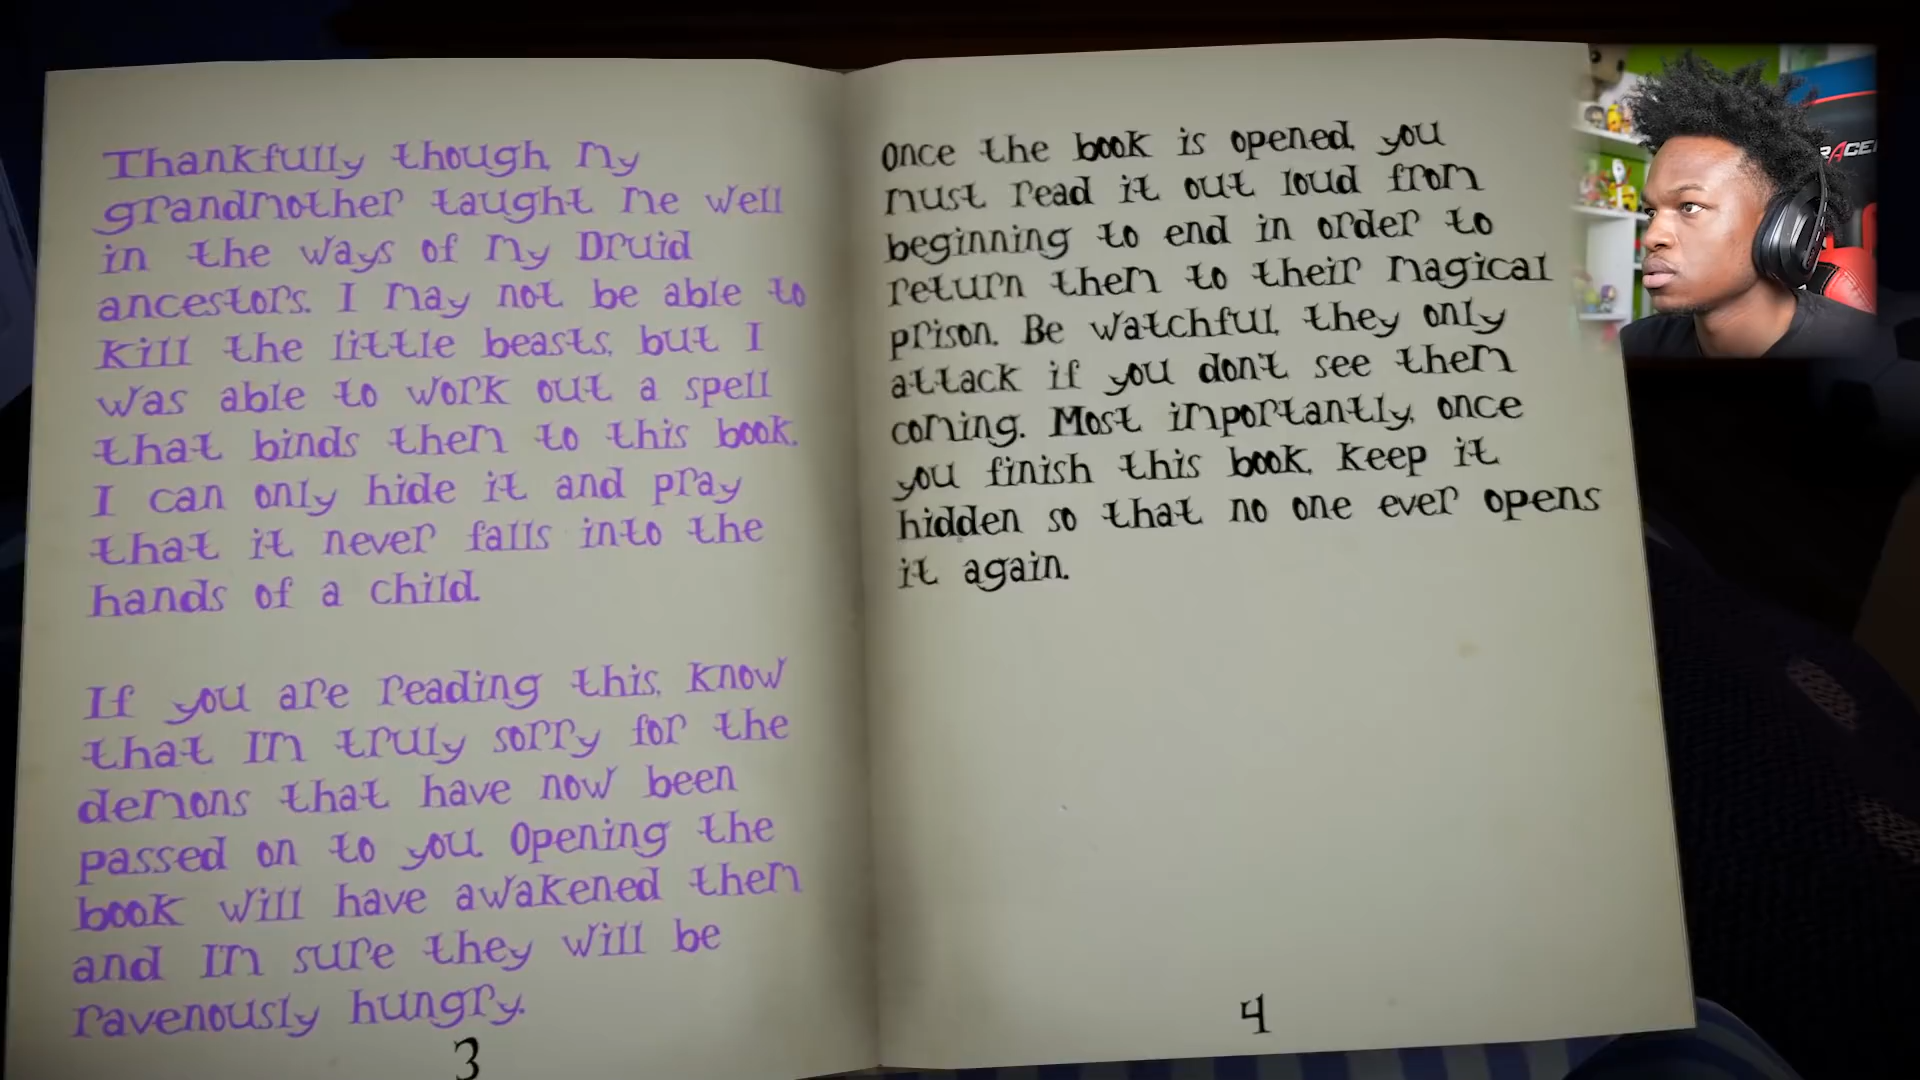 Thankfully though, my
grandmother taught me well
in the ways of my Druid
ancestors. I may not be able to
kill the little beasts, but I
was able to work out a spell
that binds them to this book.
I can only hide it and pray
that it never falls into the
hands of a child.
If you are reading this, know
that I'm truly sorry for the
demons that have now been
passed on to you. Opening the
book will have awakened them
and I'm sure they will be
ravenously hungry.
3
Once the book is opened, you
must read it out loud from
beginning to end in order to
return them to their magical
prison. Be watchful, they only
attack if you don't see them
coming. Most importantly, once
you finish this book, keep it
hidden so that no one ever opens
it again.
4
RACER